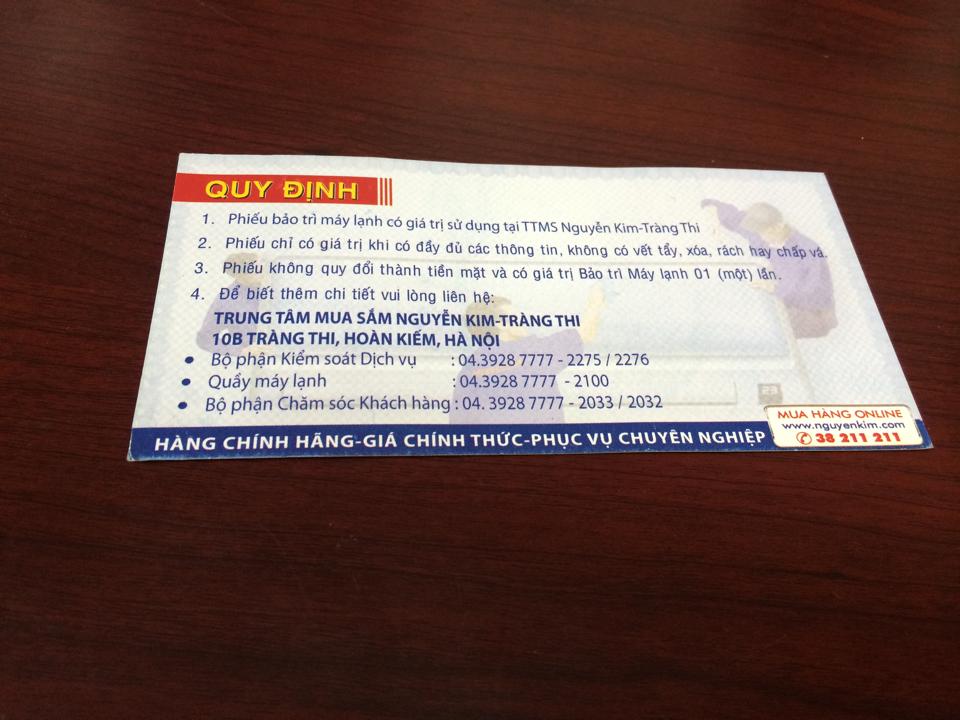 QUY ĐỊNH
1. Phiếu bảo trì máy lạnh có giá trị sử dụng tại TTMS Nguyễn Kim-Tràng Thi
2. Phiếu chỉ có giá trị khi có đầy đủ các thông tin, không có vết tẩy, xóa, rách hay chấp vá.
3. Phiếu không quy đổi thành tiền mặt và có giá trị Bảo trì Máy lạnh 01 (một) lần.
4. Để biết thêm chi tiết vui lòng liên hệ:
TRUNG TÂM MUA SẮM NGUYỄN KIM-TRÀNG THI
10B TRÀNG THI, HOÀN KIẾM, HÀ NỘI
• Bộ phận Kiểm soát Dịch vụ : 04.3928 7777 - 2275 / 2276
• Quầy máy lạnh : 04.3928 7777 - 2100
• Bộ phận Chăm sóc Khách hàng : 04. 3928 7777 - 2033 / 2032
HÀNG CHÍNH HÃNG-GIÁ CHÍNH THỨC-PHỤC VỤ CHUYÊN NGHIỆP
MUA HÀNG ONLINE
www.nguyenkim.com
✆ 38 211 211